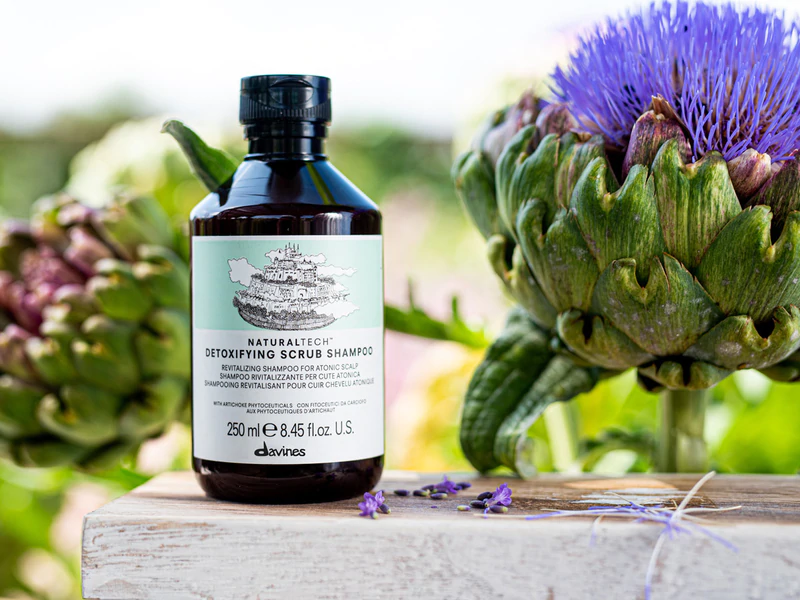 NATURALTECH™
DETOXIFYING SCRUB SHAMPOO
REVITALIZING SHAMPOO FOR ATONIC SCALP
SHAMPOO RIVITALIZZANTE PER CUTE ATONICA
SHAMPOOING REVITALISANT POUR CUIR CHEVELU ATONIQUE
WITH ARTICHOKE PHYTOCEUTICALS CON FITOCEUTICI DA CARCIOFO
AUX PHYTOCEUTIQUES D'ARTICHAUT
250 ml ℮ 8.45 fl.oz. U.S.
davines